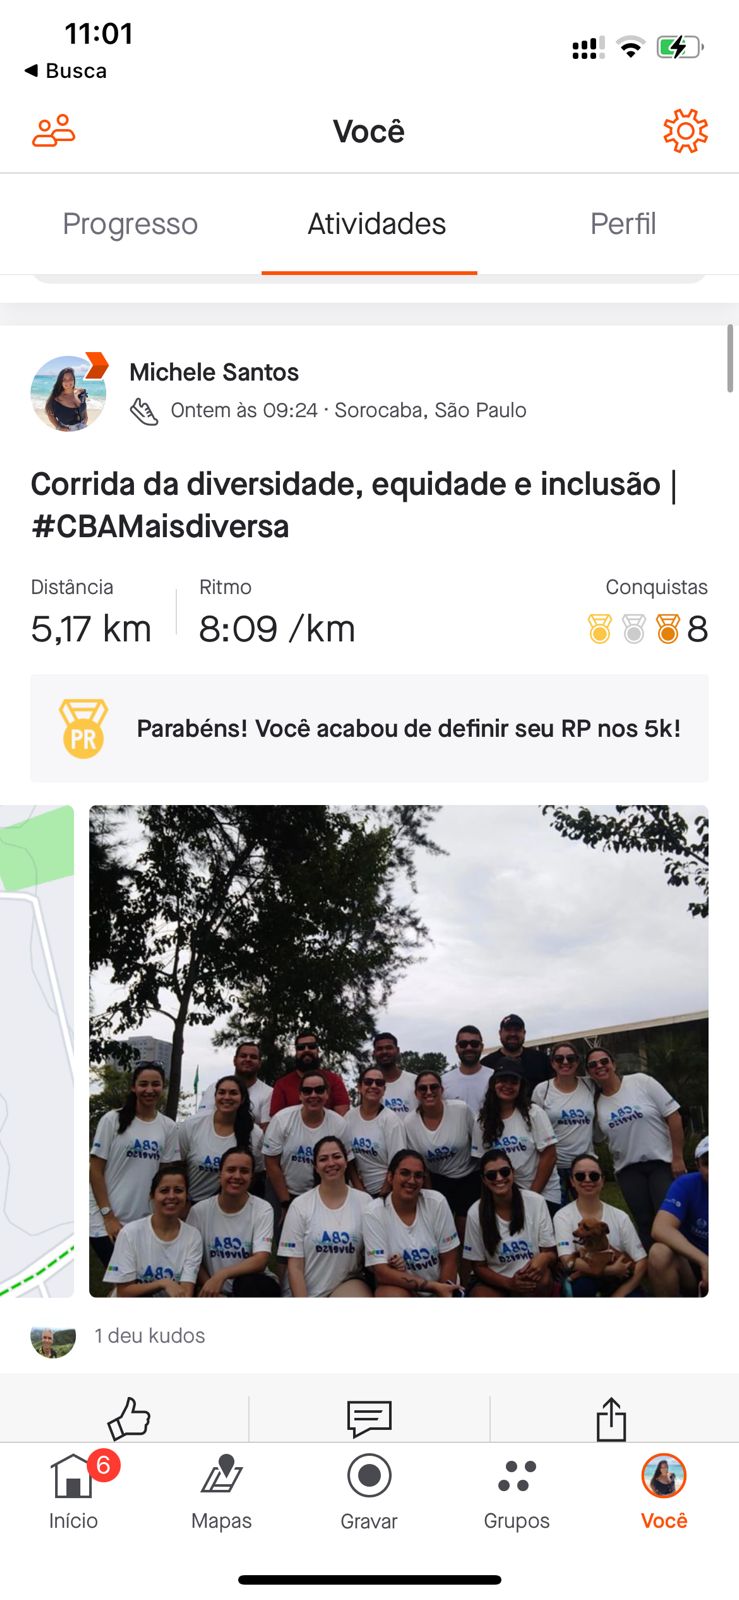 11:01
Busca
Você
Progresso
Atividades
Perfil
Michele Santos
Ontem às 09:24 · Sorocaba, São Paulo
Corrida da diversidade, equidade e inclusão |
#CBAMaisdiversa
Distância
Ritmo
Conquistas
5,17 km
8:09 /km
8
PR
Parabéns! Você acabou de definir seu RP nos 5k!
CBA
diversa
1 deu kudos
6
Início
Mapas
Gravar
Grupos
Você